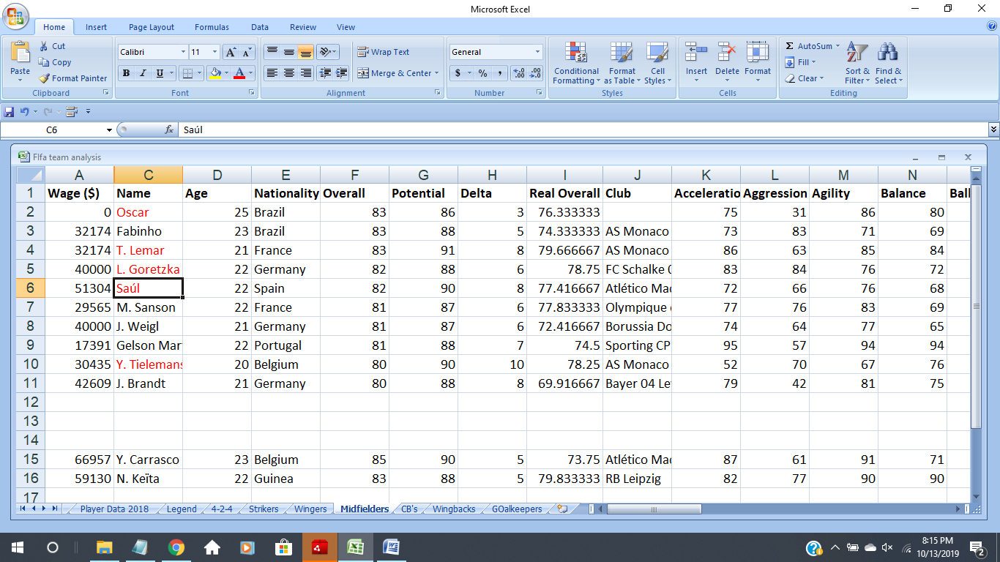 Microsoft Excel
Home Insert Page Layout Formulas Data Review View
Paste Cut Copy Format Painter Clipboard
Calibri 11 A A B I U A Font
Wrap Text Merge & Center Alignment
General $ % , .00 .0 Number
Conditional Formatting Format as Table Cell Styles Styles
Insert Delete Format Cells
Σ AutoSum Fill Clear Sort & Filter Find & Select Editing
C6 fx Saúl
FIfa team analysis
A C D E F G H I J K L M N
1 Wage ($) Name Age Nationality Overall Potential Delta Real Overall Club Acceleratio Aggression Agility Balance Ball
2 0 Oscar 25 Brazil 83 86 3 76.333333 75 31 86 80
3 32174 Fabinho 23 Brazil 83 88 5 74.333333 AS Monaco 73 83 71 69
4 32174 T. Lemar 21 France 83 91 8 79.666667 AS Monaco 86 63 85 84
5 40000 L. Goretzka 22 Germany 82 88 6 78.75 FC Schalke 0 83 84 76 72
6 51304 Saúl 22 Spain 82 90 8 77.416667 Atlético Mad 72 66 76 68
7 29565 M. Sanson 22 France 81 87 6 77.833333 Olympique 77 76 83 69
8 40000 J. Weigl 21 Germany 81 87 6 72.416667 Borussia Do 74 64 77 65
9 17391 Gelson Mar 22 Portugal 81 88 7 74.5 Sporting CP 95 57 94 94
10 30435 Y. Tielemans 20 Belgium 80 90 10 78.25 AS Monaco 52 70 67 76
11 42609 J. Brandt 21 Germany 80 88 8 69.916667 Bayer 04 Le 79 42 81 75
12
13
14
15 66957 Y. Carrasco 23 Belgium 85 90 5 73.75 Atlético Mad 87 61 91 71
16 59130 N. Keïta 22 Guinea 83 88 5 79.833333 RB Leipzig 82 77 90 90
17
Player Data 2018 Legend 4-2-4 Strikers Wingers Midfielders CB's Wingbacks GOalkeepers
8:15 PM
10/13/2019
2